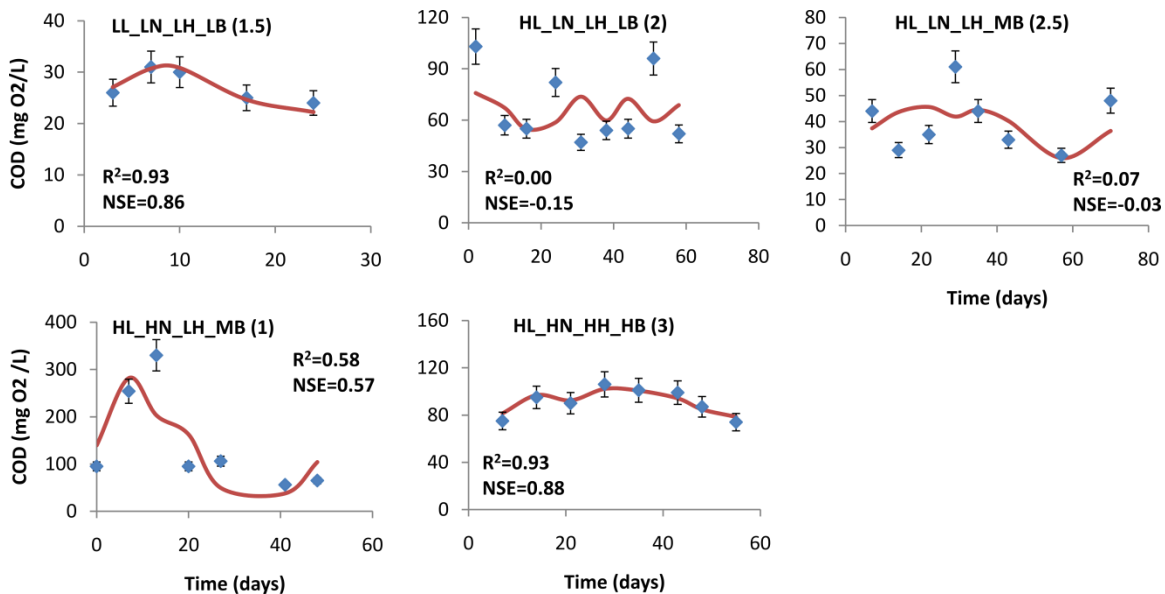 LL_LN_LH_LB (1.5)
COD (mg O2/L)
40
30
20
10
0
R²=0.93
NSE=0.86
0 10 20 30
HL_LN_LH_LB (2)
120
90
60
30
0
R²=0.00
NSE=-0.15
0 20 40 60 80
HL_LN_LH_MB (2.5)
80
70
60
50
40
30
20
10
0
R²=0.07
NSE=-0.03
0 20 40 60 80
Time (days)
HL_HN_LH_MB (1)
COD (mg O2 /L)
400
300
200
100
0
R²=0.58
NSE=0.57
0 20 40 60
Time (days)
HL_HN_HH_HB (3)
160
120
80
40
0
R²=0.93
NSE=0.88
0 20 40 60
Time (days)